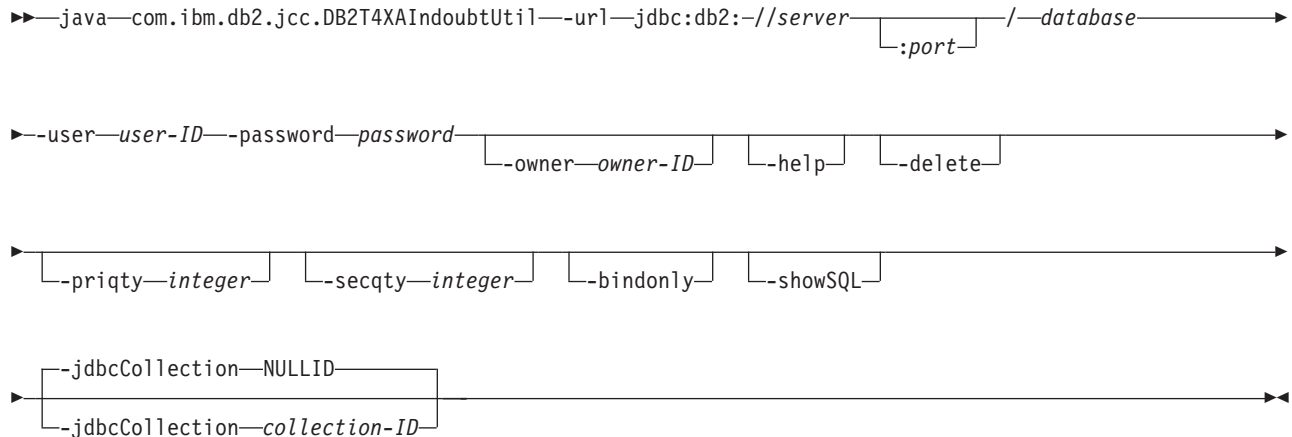 java com.ibm.db2.jcc.DB2T4XAIndoubtUtil -url jdbc:db2: //server / database
:port
-user user-ID -password password
-owner owner-ID -help -delete
-priqty integer -secqty integer -bindonly -showSQL
-jdbcCollection NULLID
-jdbcCollection collection-ID